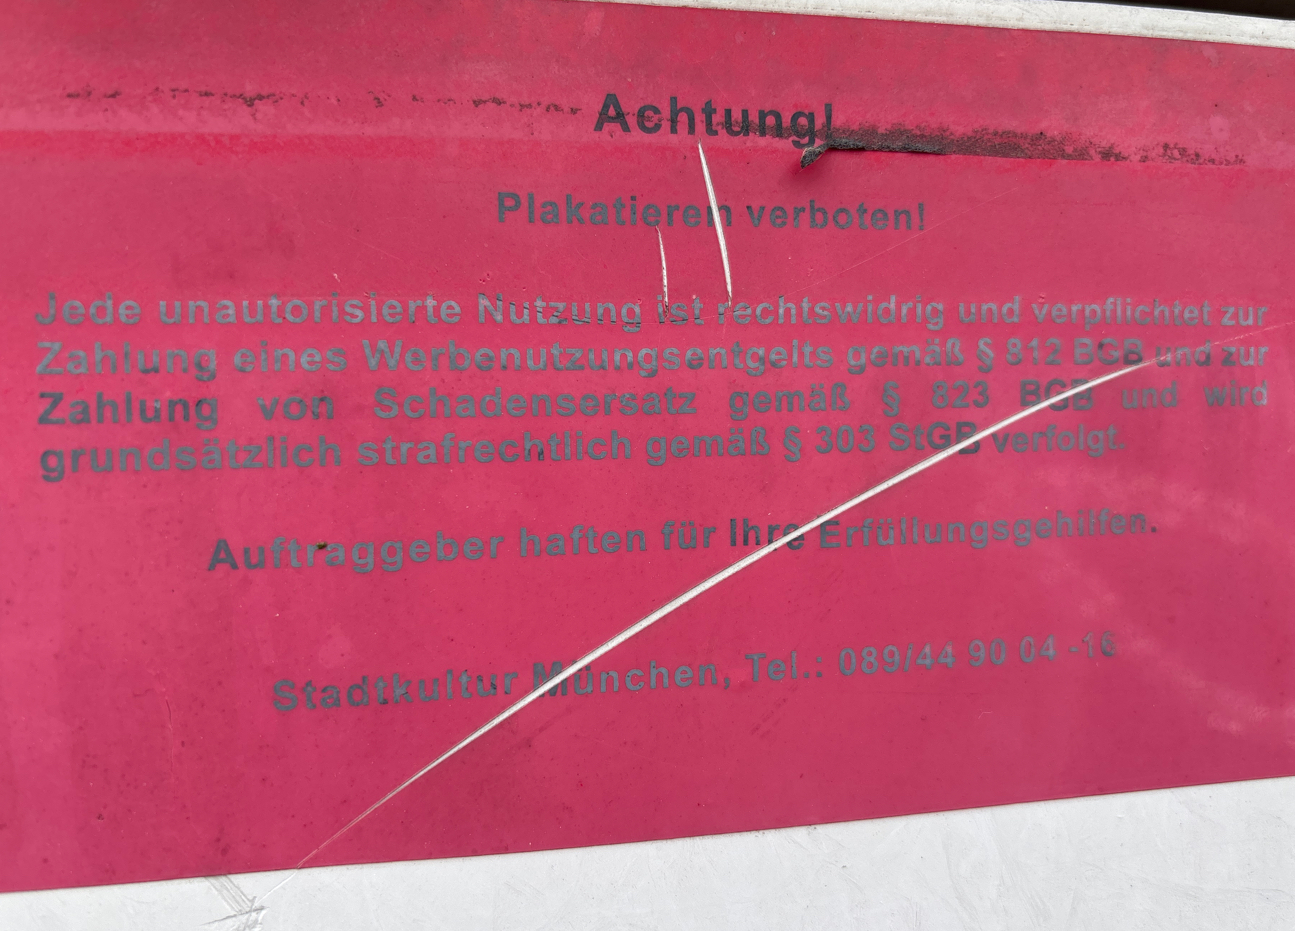 Achtung!
Plakatieren verboten!
Jede unautorisierte Nutzung ist rechtswidrig und verpflichtet zur
Zahlung eines Werbenutzungsentgelts gemäß § 812 BGB und zur
Zahlung von Schadensersatz gemäß § 823 BGB und wird
grundsätzlich strafrechtlich gemäß § 303 StGB verfolgt.
Auftraggeber haften für Ihre Erfüllungsgehilfen.
Stadtkultur München, Tel.: 089/44 90 04 -16